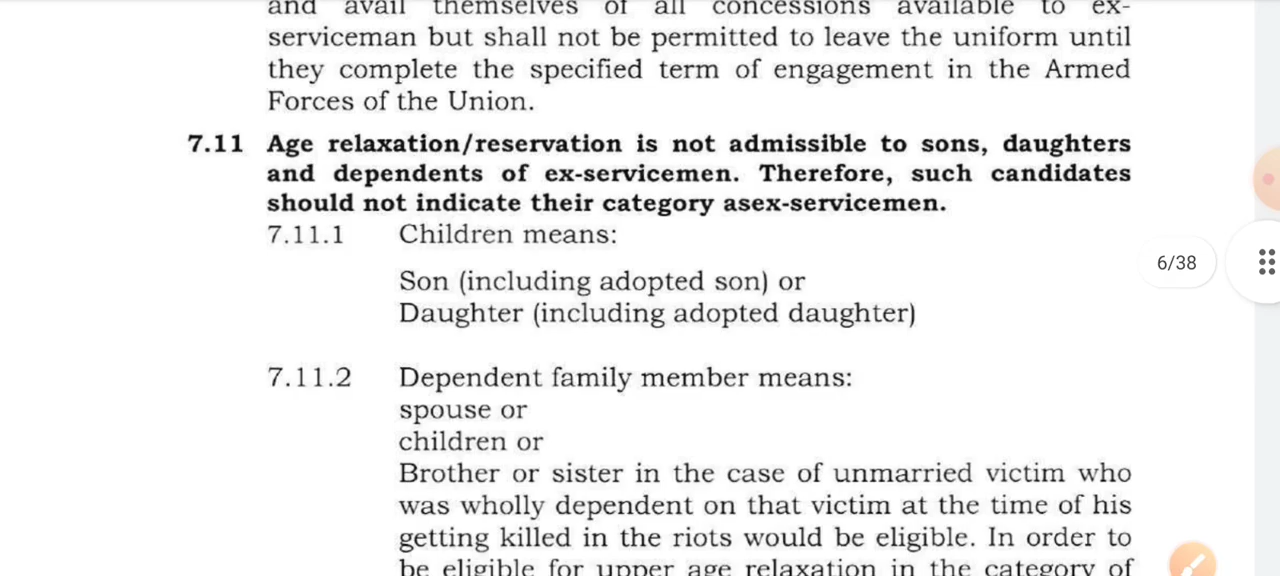 and avail themselves of all concessions available to ex-
serviceman but shall not be permitted to leave the uniform until
they complete the specified term of engagement in the Armed
Forces of the Union.
7.11 Age relaxation/reservation is not admissible to sons, daughters
and dependents of ex-servicemen. Therefore, such candidates
should not indicate their category asex-servicemen.
7.11.1 Children means:
Son (including adopted son) or
Daughter (including adopted daughter)
6/38
7.11.2 Dependent family member means:
spouse or
children or
Brother or sister in the case of unmarried victim who
was wholly dependent on that victim at the time of his
getting killed in the riots would be eligible. In order to
be eligible for upper age relaxation in the category of